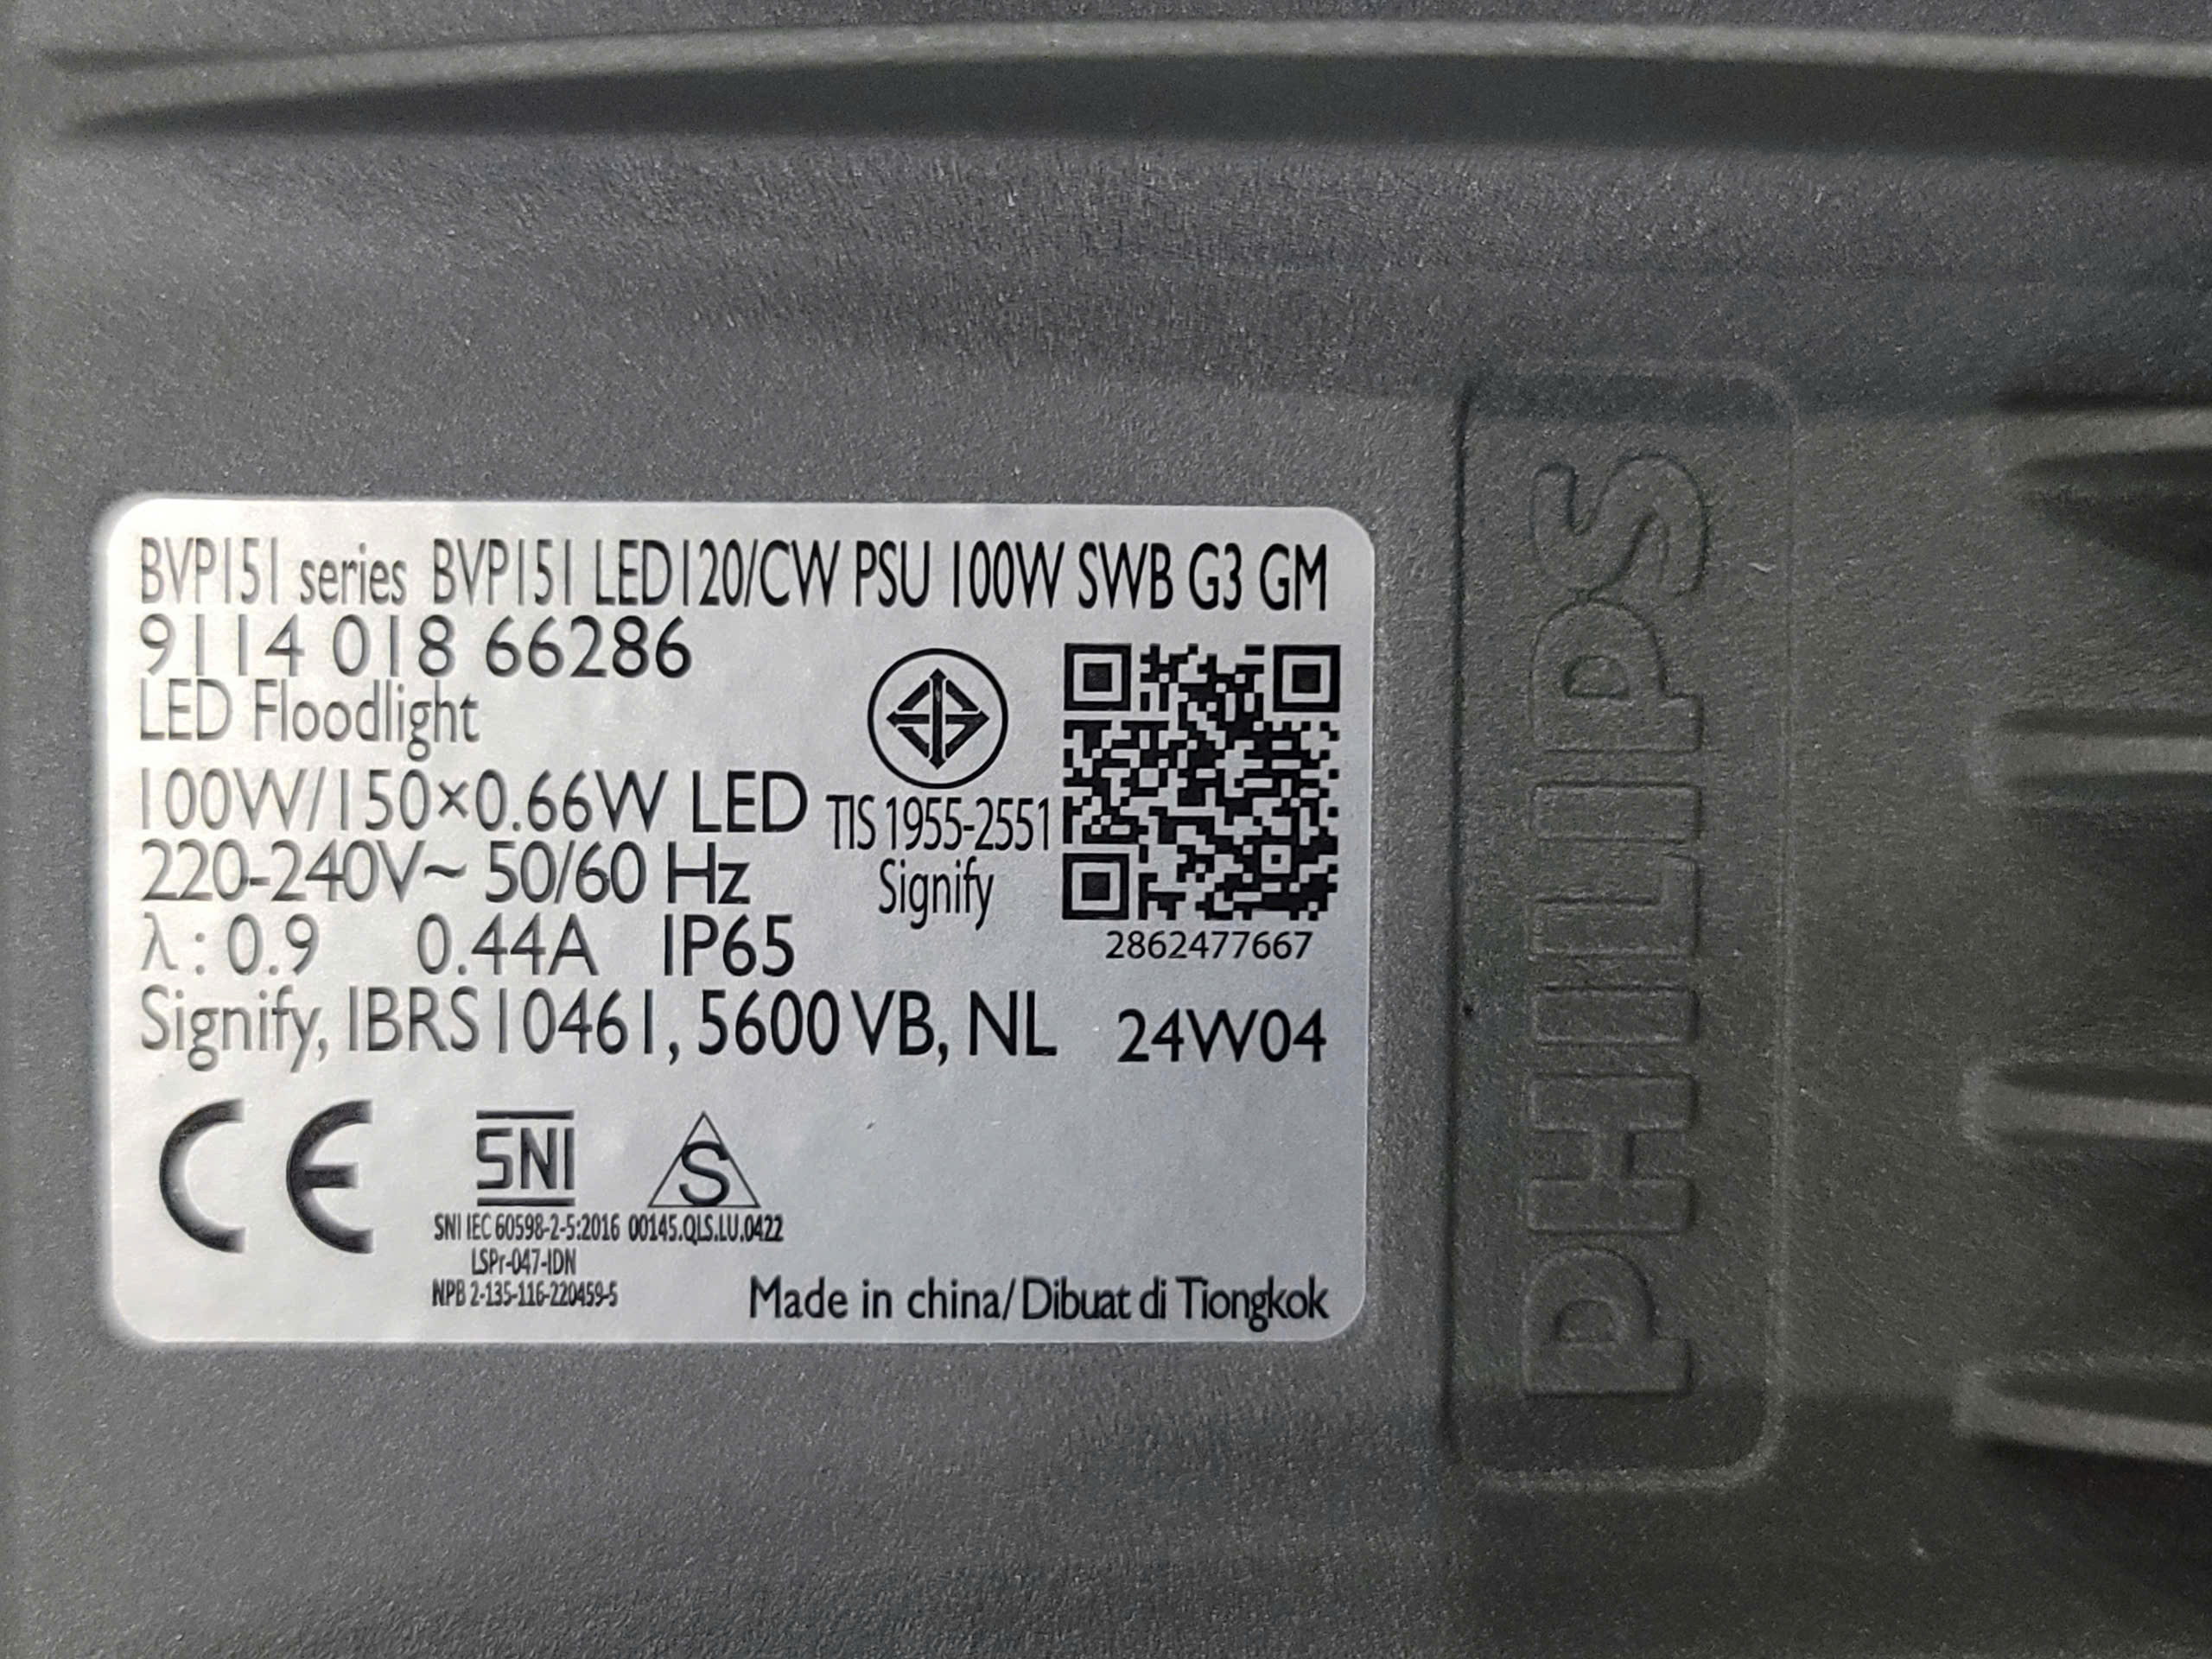 BVP151 series BVP151 LED120/CW PSU 100W SWB G3 GM
9114 018 66286
LED Floodlight
100W/150×0.66W LED
220-240V~ 50/60 Hz
λ: 0.9 0.44A IP65
TIS 1955-2551
Signify
2862477667
Signify, IBRS10461, 5600 VB, NL 24W04
CE
SNI
S
SNI IEC 60598-2-5:2016 00145.QLS.LU.0422
LSPr-047-IDN
NPB 2-135-116-220459-5
Made in china/Dibuat di Tiongkok
PHILIPS